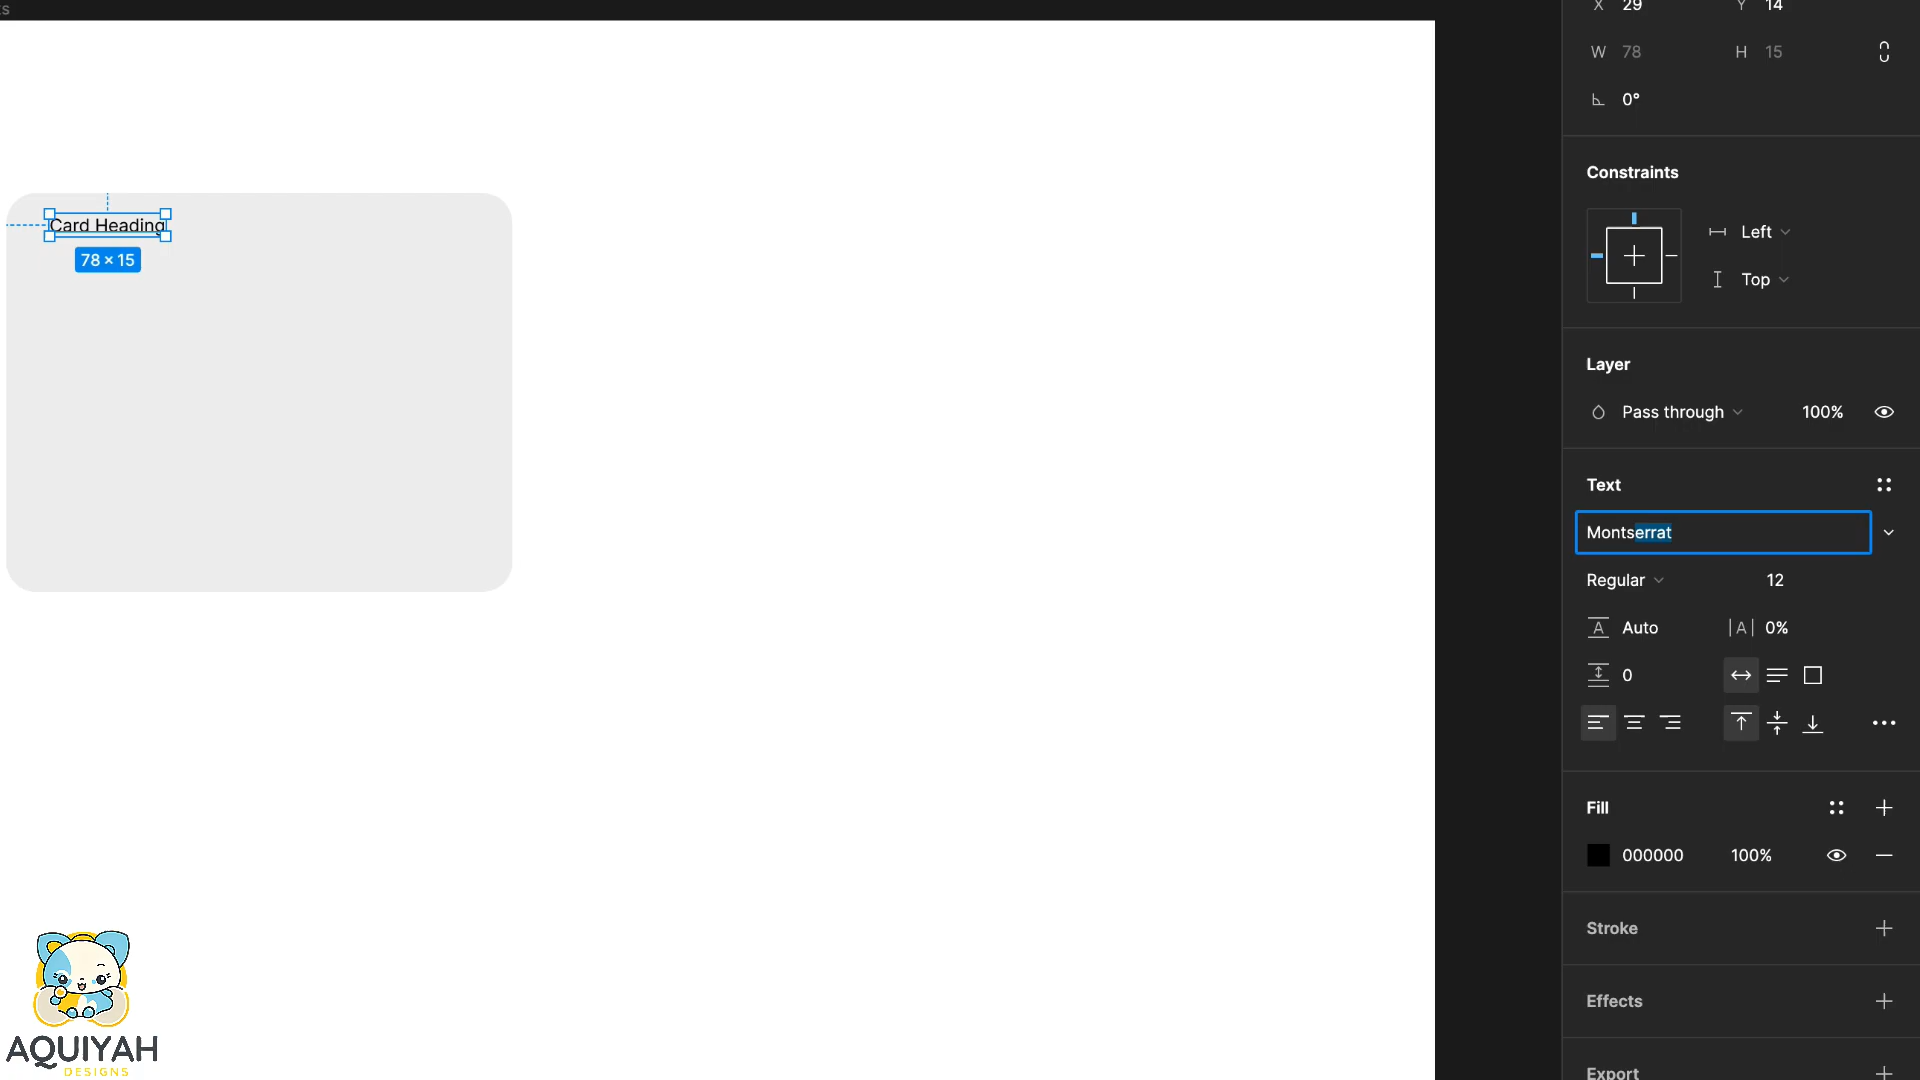 X 29 Y 14
W 78 H 15
0°
Constraints
Left
Top
Card Heading
78 × 15
Layer
Pass through 100%
Text
Montserrat
Regular 12
A Auto |A| 0%
0
Fill
000000 100%
Stroke
Effects
Export
AQUIYAH
DESIGNS